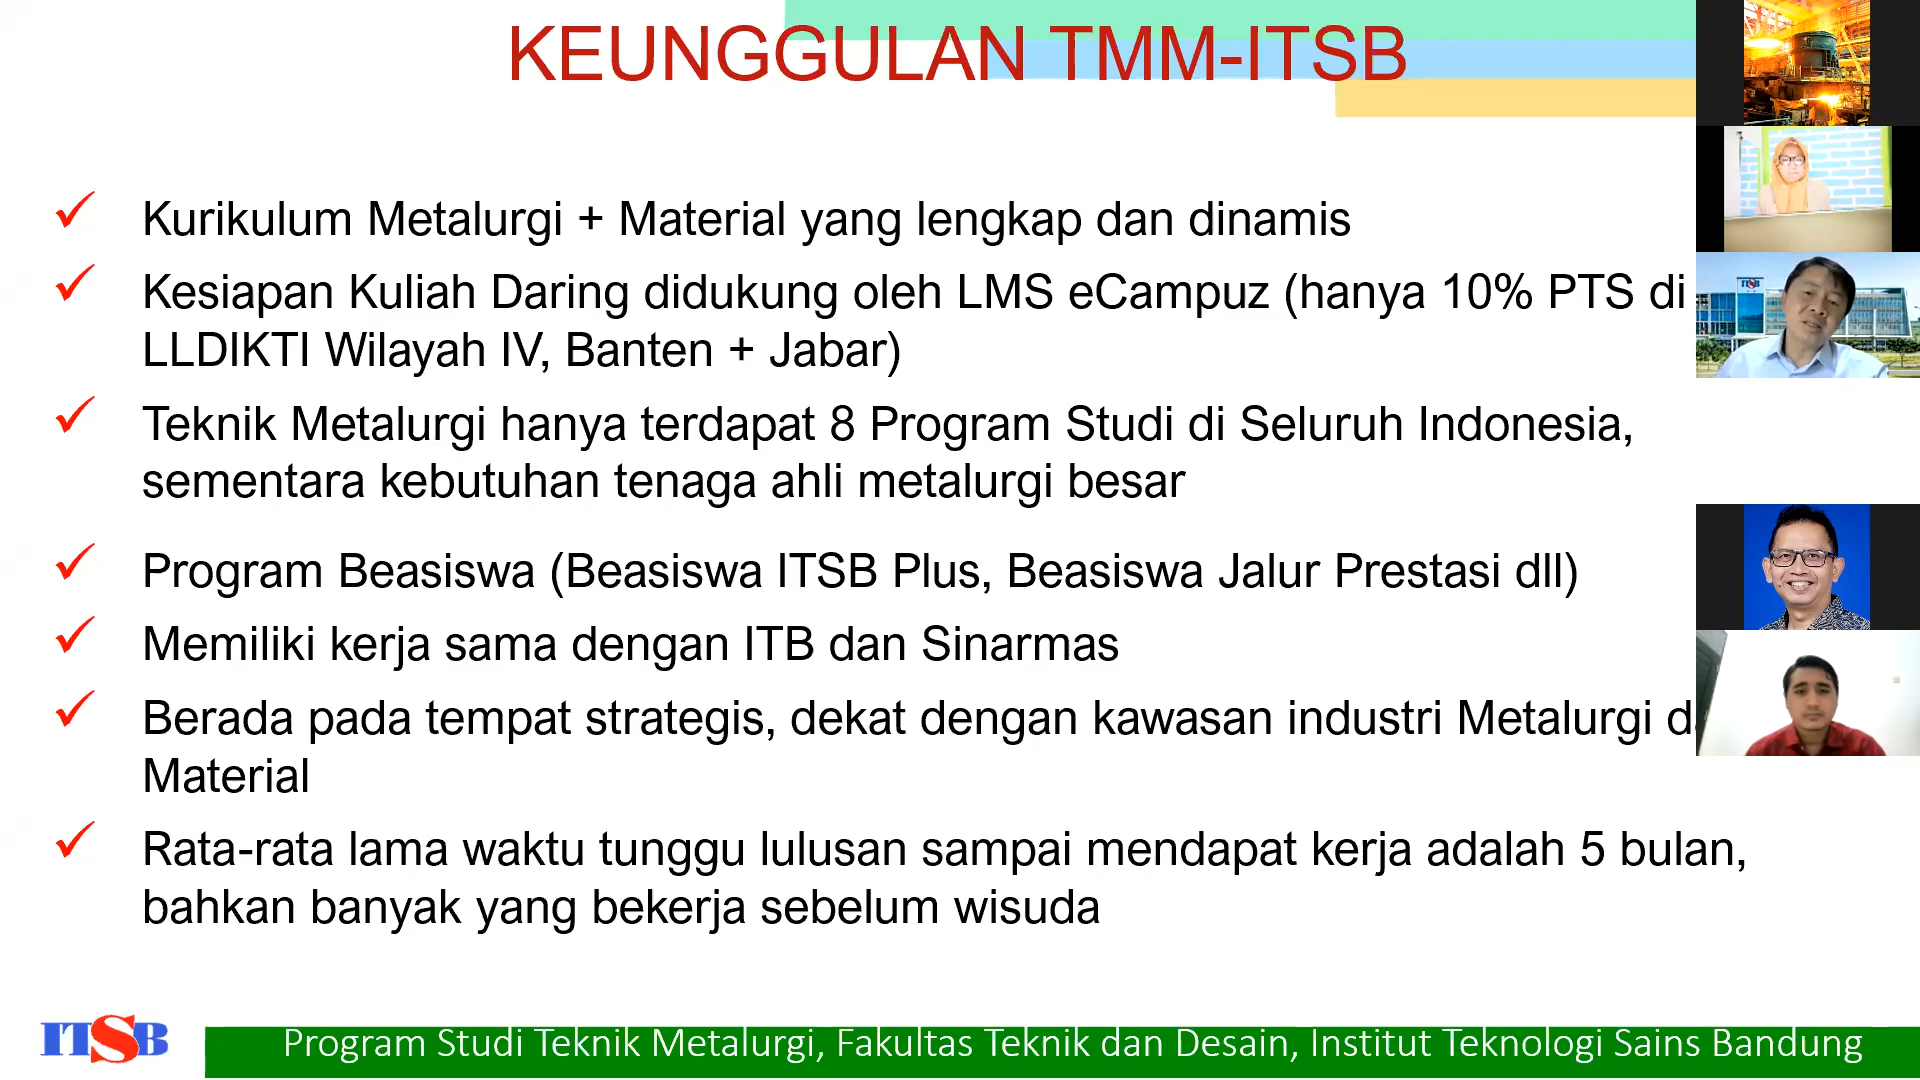 KEUNGGULAN TMM-ITSB
Kurikulum Metalurgi + Material yang lengkap dan dinamis
Kesiapan Kuliah Daring didukung oleh LMS eCampuz (hanya 10% PTS di
LLDIKTI Wilayah IV, Banten + Jabar)
Teknik Metalurgi hanya terdapat 8 Program Studi di Seluruh Indonesia,
sementara kebutuhan tenaga ahli metalurgi besar
Program Beasiswa (Beasiswa ITSB Plus, Beasiswa Jalur Prestasi dll)
Memiliki kerja sama dengan ITB dan Sinarmas
Berada pada tempat strategis, dekat dengan kawasan industri Metalurgi
Material
Rata-rata lama waktu tunggu lulusan sampai mendapat kerja adalah 5 bulan,
bahkan banyak yang bekerja sebelum wisuda
ITSB
Program Studi Teknik Metalurgi, Fakultas Teknik dan Desain, Institut Teknologi Sains Bandung